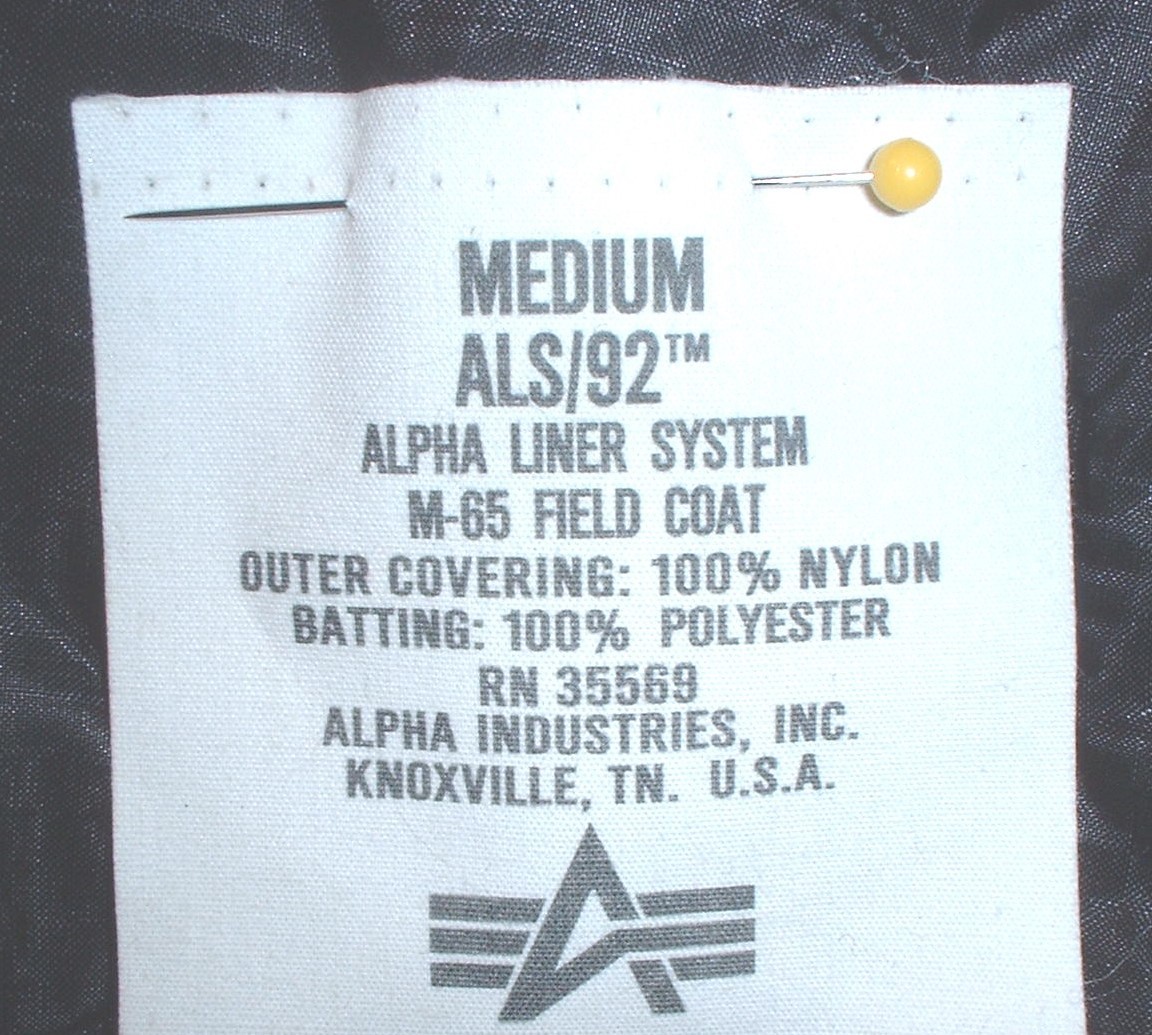 MEDIUM
ALS/92™
ALPHA LINER SYSTEM
M-65 FIELD COAT
OUTER COVERING: 100% NYLON
BATTING: 100% POLYESTER
RN 35569
ALPHA INDUSTRIES, INC.
KNOXVILLE, TN. U.S.A.